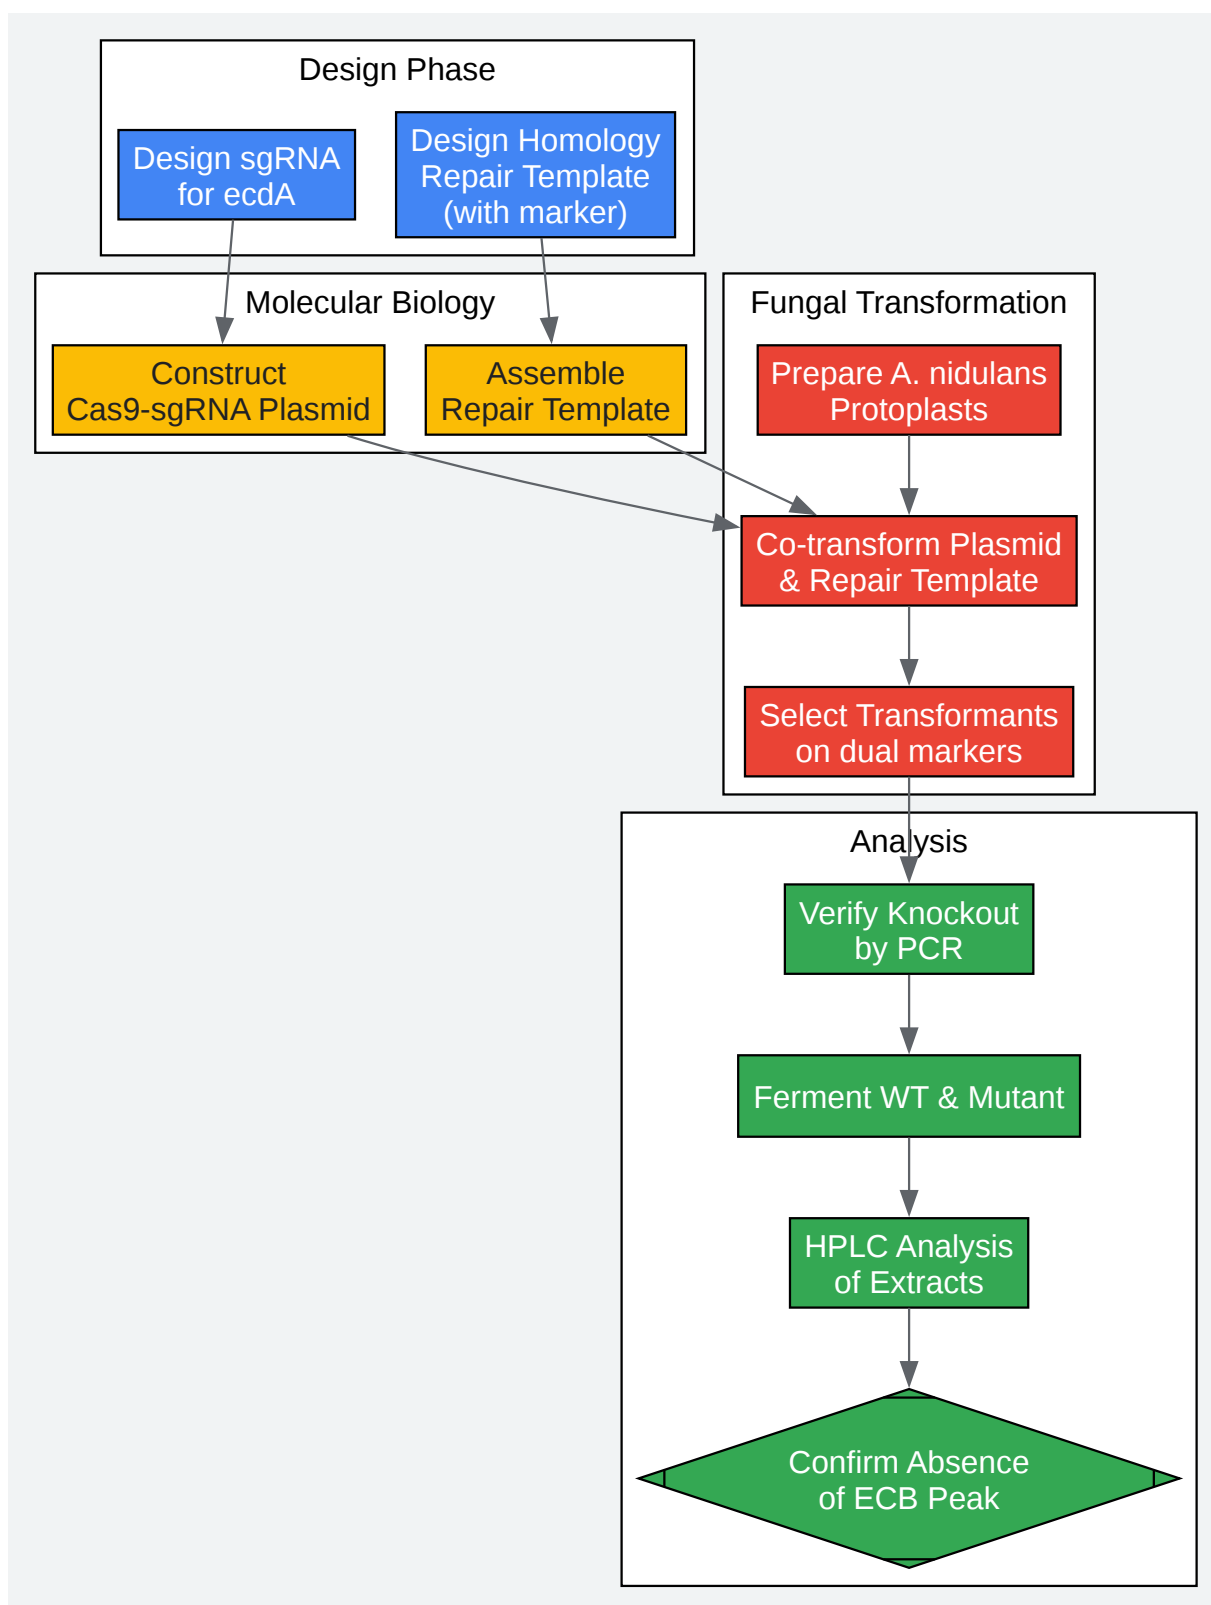 Design Phase
Design sgRNA
for ecdA
Design Homology
Repair Template
(with marker)
Molecular Biology
Construct
Cas9-sgRNA Plasmid
Assemble
Repair Template
Fungal Transformation
Prepare A. nidulans
Protoplasts
Co-transform Plasmid
& Repair Template
Select Transformants
on dual markers
Analysis
Verify Knockout
by PCR
Ferment WT & Mutant
HPLC Analysis
of Extracts
Confirm Absence
of ECB Peak